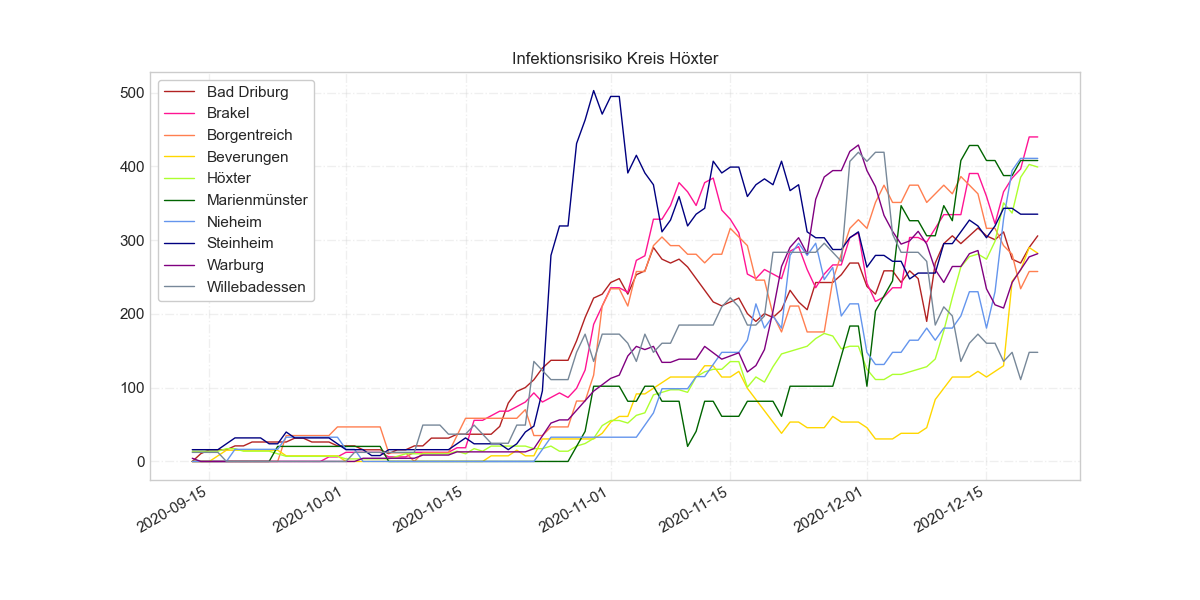 Infektionsrisiko Kreis Höxter
500
400
300
200
100
0
Bad Driburg
Brakel
Borgentreich
Beverungen
Höxter
Marienmünster
Nieheim
Steinheim
Warburg
Willebadessen
2020-09-15
2020-10-01
2020-10-15
2020-11-01
2020-11-15
2020-12-01
2020-12-15